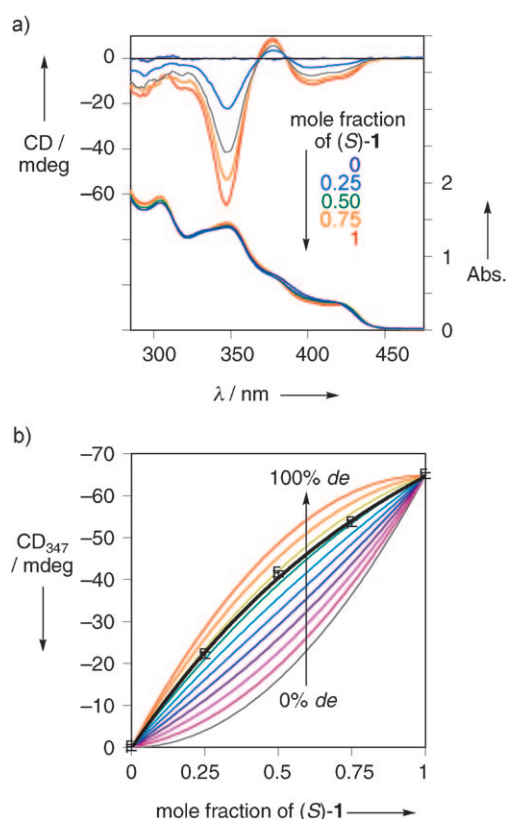 a)
0
−20
−40
−60
CD /
mdeg
mole fraction
of (S)-1
0
0.25
0.50
0.75
1
2
1
0
Abs.
300
350
400
450
λ / nm
b)
−70
−60
−50
−40
−30
−20
−10
0
CD347
/ mdeg
100% de
0% de
0
0.25
0.5
0.75
1
mole fraction of (S)-1